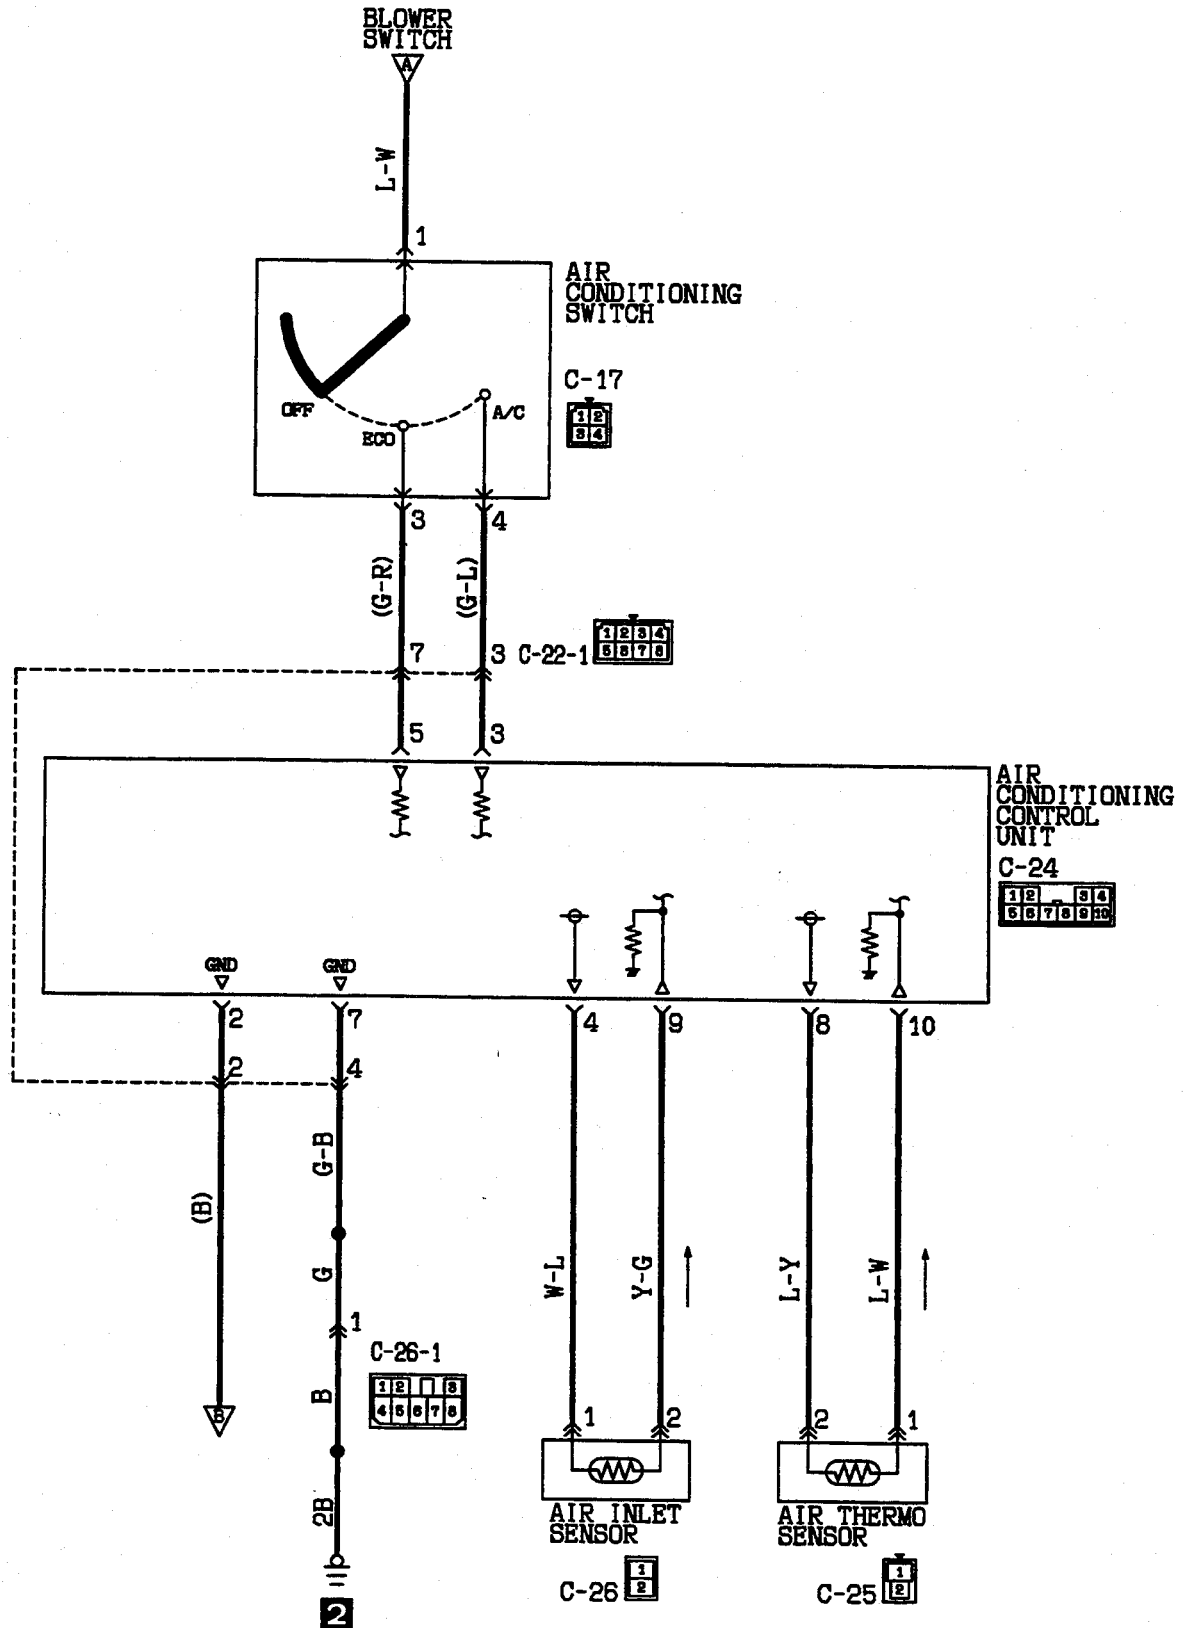 BLOWER
SWITCH
A
L-W
1
AIR
CONDITIONING
SWITCH
C-17
1 2
3 4
OFF
ECO
A/C
3 4
(G-R) (G-L)
7 3 C-22-1
1 2 3 4
5 6 7 8
5 3
AIR
CONDITIONING
CONTROL
UNIT
C-24
1 2 3 4
5 6 7 8 9 10
GND GND
2 7 4 9 8 10
2 4
G-B
(B)
G
W-L Y-G L-Y L-W
1
C-26-1
1 2 3
4 5 6 7 8
B
B
1 2 2 1
2B
AIR INLET
SENSOR
AIR THERMO
SENSOR
C-26
1
2
C-25
1
2
2